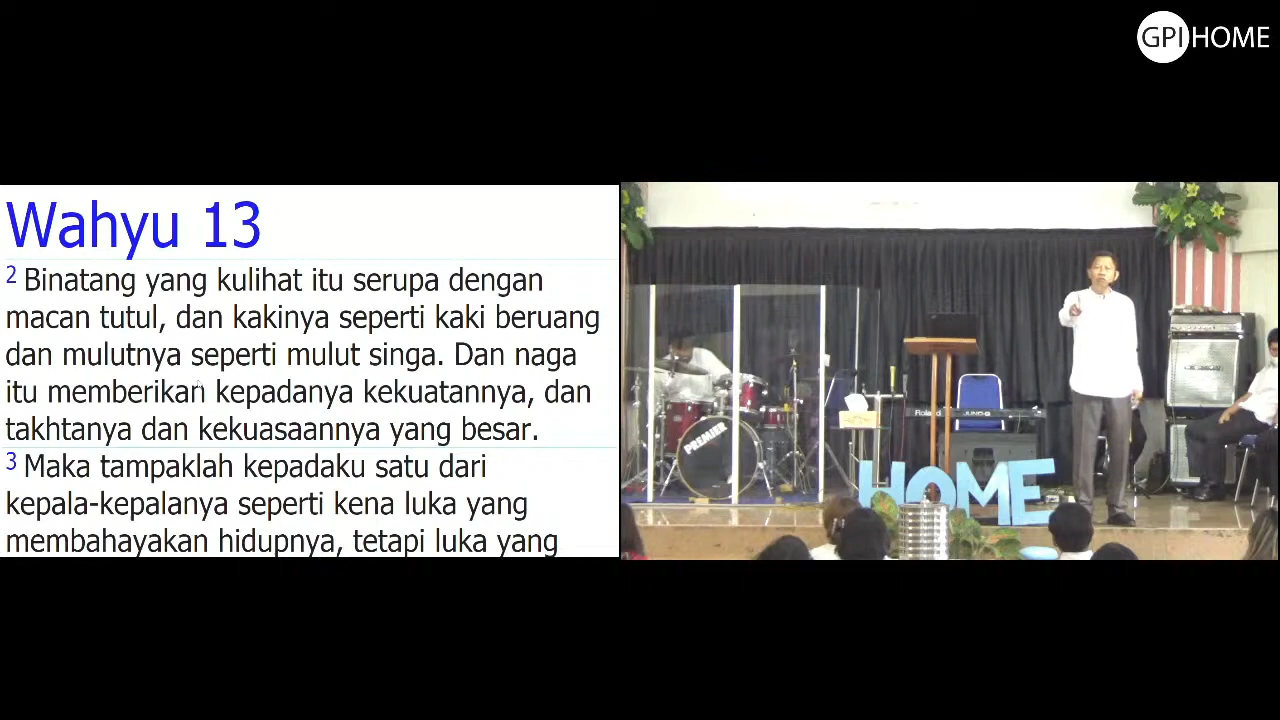 GPI HOME
Wahyu 13
2 Binatang yang kulihat itu serupa dengan
macan tutul, dan kakinya seperti kaki beruang
dan mulutnya seperti mulut singa. Dan naga
itu memberikan kepadanya kekuatannya, dan
takhtanya dan kekuasaannya yang besar.
3 Maka tampaklah kepadaku satu dari
kepala-kepalanya seperti kena luka yang
membahayakan hidupnya, tetapi luka yang
Roland
JUNO-G
PREMIER
HOME